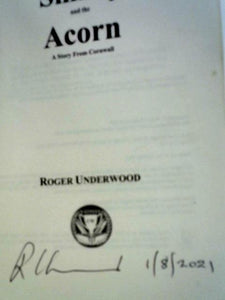 and the
Acorn
A Story From Cornwall
ROGER UNDERWOOD
1/8/2021